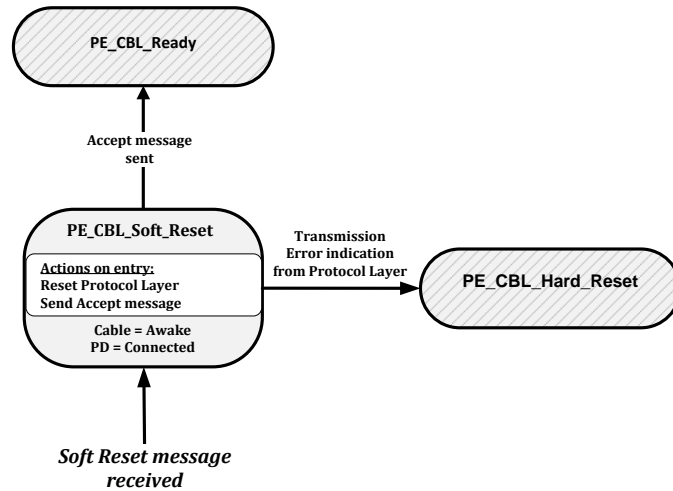 PE_CBL_Ready
Accept message
sent
PE_CBL_Soft_Reset
Actions on entry:
Reset Protocol Layer
Send Accept message
Cable = Awake
PD = Connected
Transmission
Error indication
from Protocol Layer
PE_CBL_Hard_Reset
Soft Reset message
received